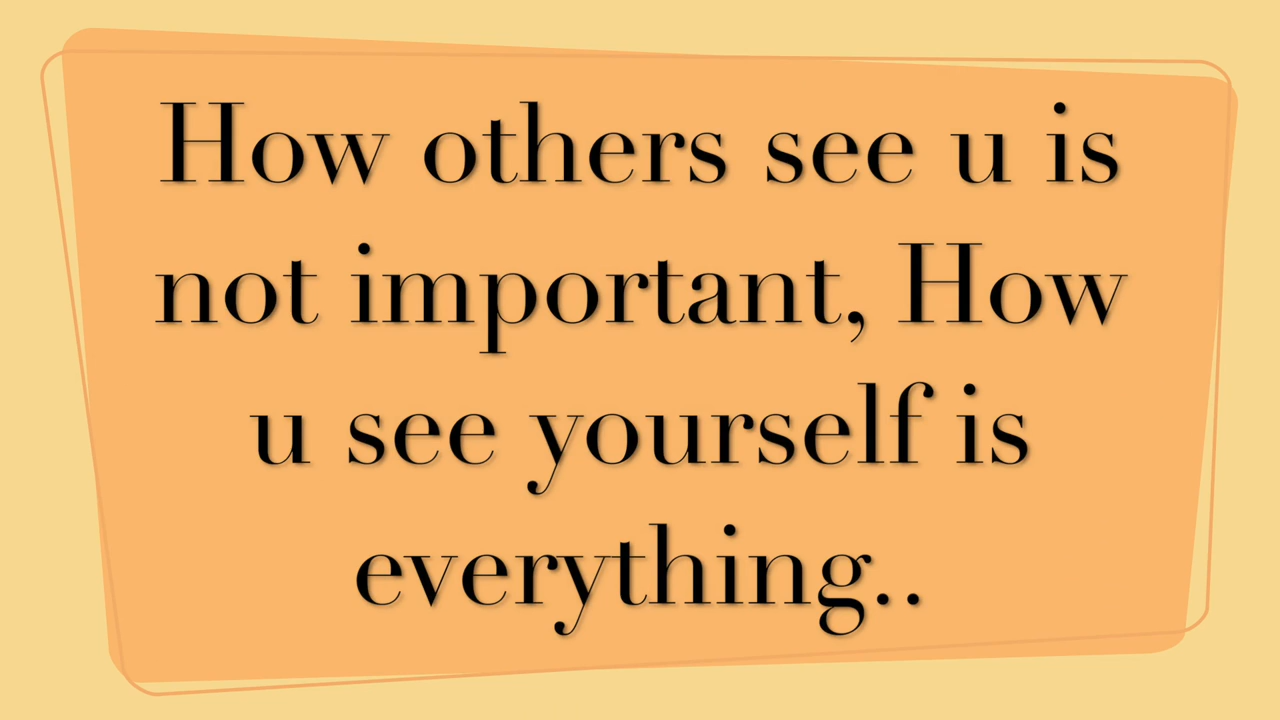 How others see u is
not important, How
u see yourself is
everything..